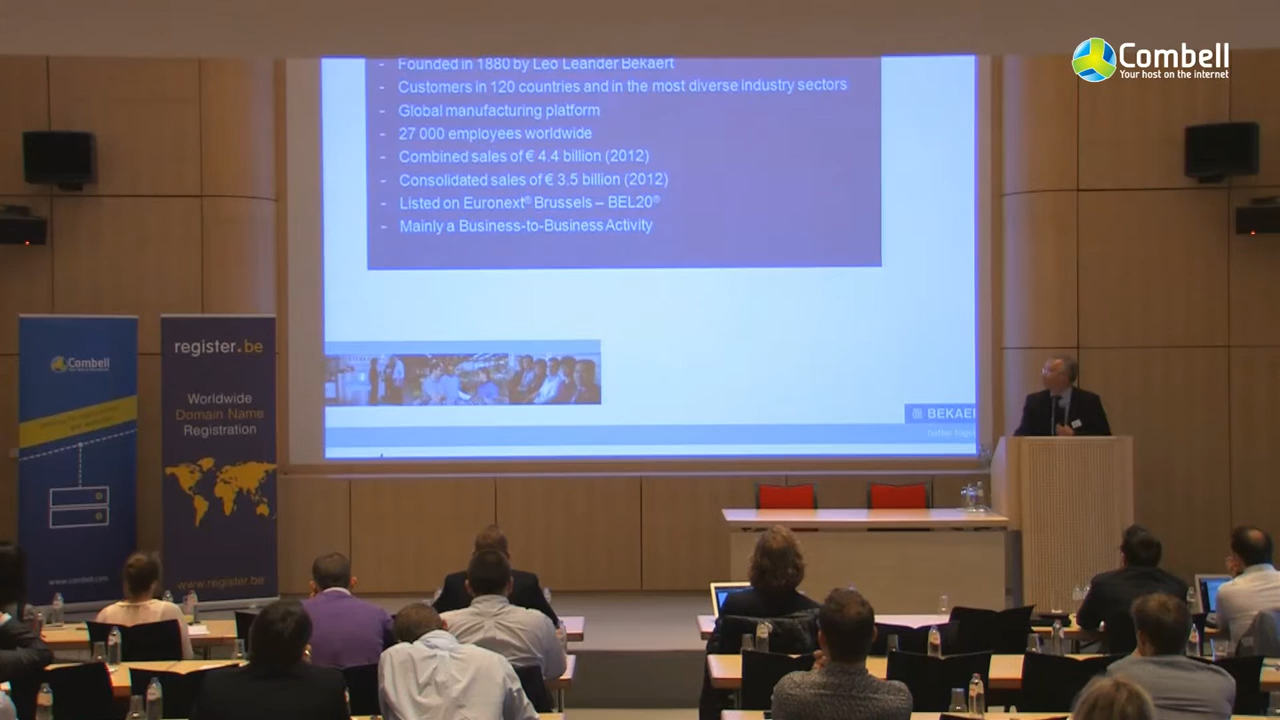 Combell
Your host on the internet
Founded in 1880 by Leo Leander Bekaert
- Customers in 120 countries and in the most diverse industry sectors
- Global manufacturing platform
- 27 000 employees worldwide
- Combined sales of € 4.4 billion (2012)
- Consolidated sales of € 3.5 billion (2012)
- Listed on Euronext® Brussels – BEL20®
- Mainly a Business-to-Business Activity
BEKAE
Combell
www.combell.com
register.be
Worldwide
Domain Name
Registration
www.register.be